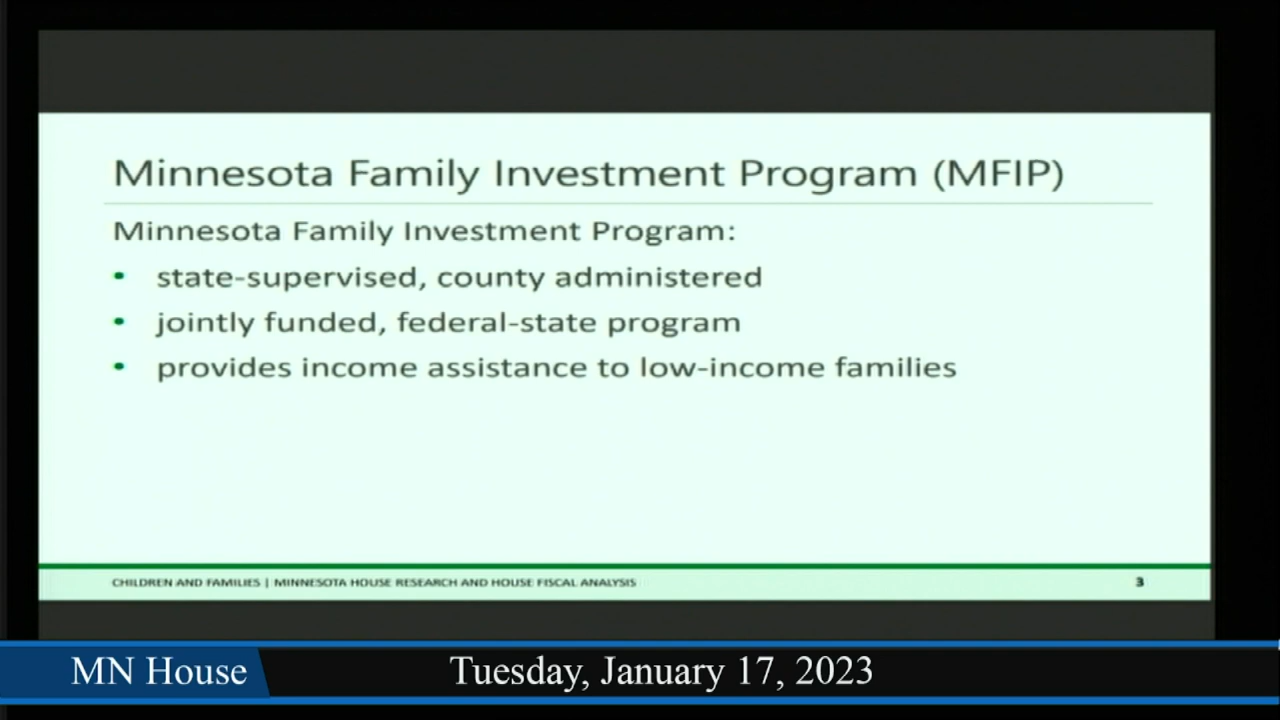 Minnesota Family Investment Program (MFIP)
Minnesota Family Investment Program:
• state-supervised, county administered
• jointly funded, federal-state program
• provides income assistance to low-income families
CHILDREN AND FAMILIES | MINNESOTA HOUSE RESEARCH AND HOUSE FISCAL ANALYSIS
3
MN House
Tuesday, January 17, 2023